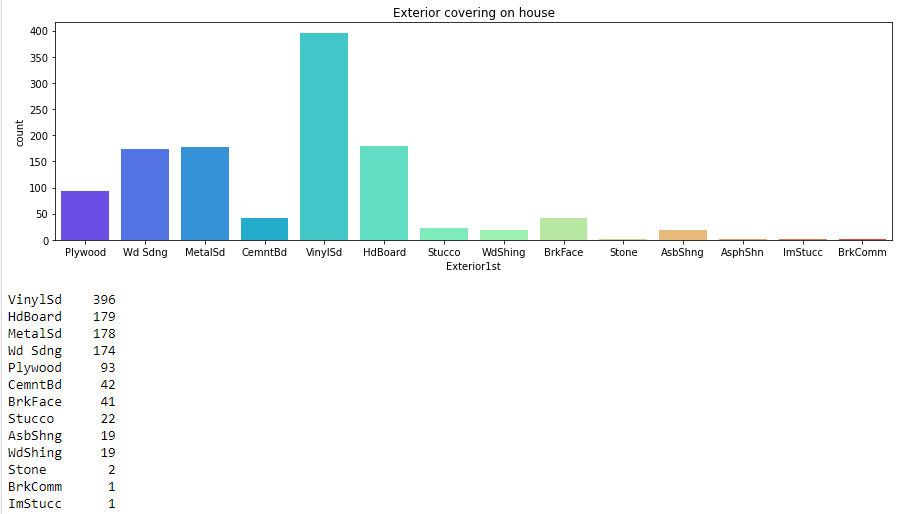 Exterior covering on house
400
350
300
250
200
150
100
50
0
count
Plywood Wd Sdng MetalSd CemntBd VinylSd HdBoard Stucco WdShing BrkFace Stone AsbShng AsphShn ImStucc BrkComm
Exterior1st
VinylSd 396
HdBoard 179
MetalSd 178
Wd Sdng 174
Plywood 93
CemntBd 42
BrkFace 41
Stucco 22
AsbShng 19
WdShing 19
Stone 2
BrkComm 1
ImStucc 1